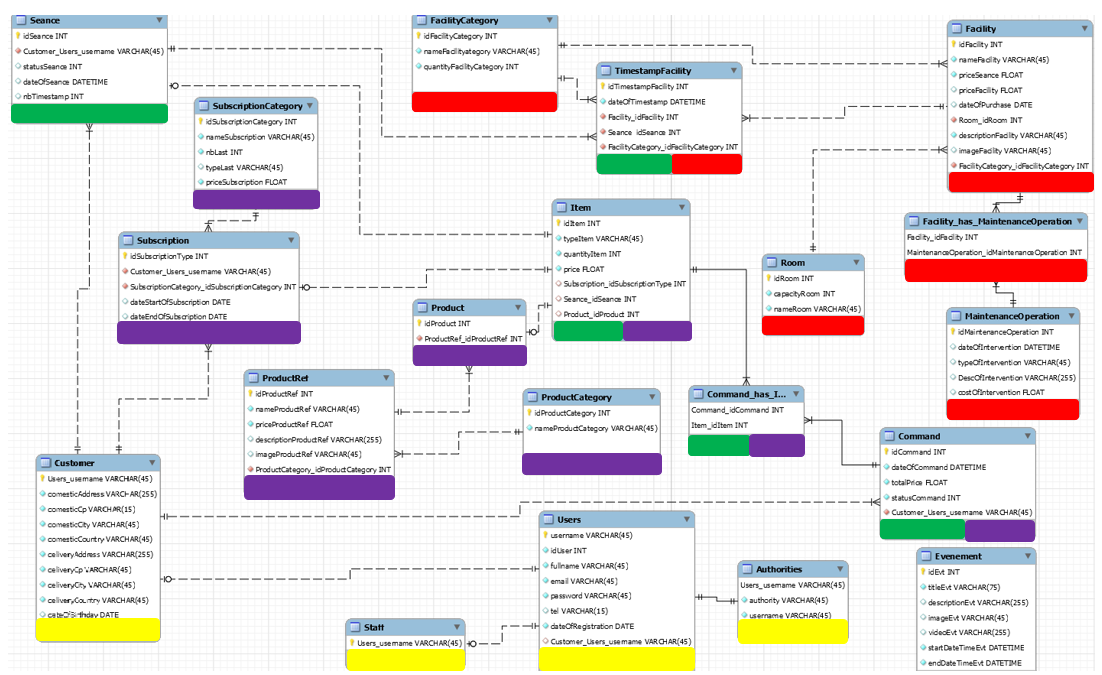 Seance
idSeance INT
Customer_Users_username VARCHAR(45)
statusSeance INT
dateOfSeance DATETIME
nbTimestamp INT
FacilityCategory
idFacilityCategory INT
nameFacilityategory VARCHAR(45)
quantityFacilityCategory INT
TimestampFacility
idTimestampFacility INT
dateOfTimestamp DATETIME
Facility_idFacility INT
Seance_idSeance INT
FacilityCategory_idFacilityCategory INT
Facility
idFacility INT
nameFacility VARCHAR(45)
priceSeance FLOAT
priceFacility FLOAT
dateOfPurchase DATE
Room_idRoom INT
descriptionFacility VARCHAR(45)
imageFacility VARCHAR(45)
FacilityCategory_idFacilityCategory INT
SubscriptionCategory
idSubscriptionCategory INT
nameSubscription VARCHAR(45)
nbLast INT
typeLast VARCHAR(45)
priceSubscription FLOAT
Subscription
idSubscriptionType INT
Customer_Users_username VARCHAR(45)
SubscriptionCategory_idSubscriptionCategory INT
dateStartOfSubscription DATE
dateEndOfSubscription DATE
Item
idItem INT
typeItem VARCHAR(45)
quantityItem INT
price FLOAT
Subscription_idSubscriptionType INT
Seance_idSeance INT
Product_idProduct INT
Facility_has_MaintenanceOperation
Facility_idFacility INT
MaintenanceOperation_idMaintenanceOperation INT
Room
idRoom INT
capacityRoom INT
nameRoom VARCHAR(45)
Product
idProduct INT
ProductRef_idProductRef INT
MaintenanceOperation
idMaintenanceOperation INT
dateOfIntervention DATETIME
typeOfIntervention VARCHAR(45)
DescOfIntervention VARCHAR(255)
costOfIntervention FLOAT
ProductRef
idProductRef INT
nameProductRef VARCHAR(45)
priceProductRef FLOAT
descriptionProductRef VARCHAR(255)
imageProductRef VARCHAR(45)
ProductCategory_idProductCategory INT
ProductCategory
idProductCategory INT
nameProductCategory VARCHAR(45)
Command_has_I...
Command_idCommand INT
Item_idItem INT
Command
idCommand INT
dateOfCommand DATETIME
totalPrice FLOAT
statusCommand INT
Customer_Users_username VARCHAR(45)
Customer
Users_username VARCHAR(45)
comesticAddress VARCHAR(255)
comesticCp VARCHAR(15)
comesticCity VARCHAR(45)
comesticCountry VARCHAR(45)
celiveryAddress VARCHAR(255)
celiveryCp VARCHAR(45)
celiveryCity VARCHAR(45)
celiveryCountry VARCHAR(45)
cateOfBirthday DATE
Users
username VARCHAR(45)
idUser INT
fullname VARCHAR(45)
email VARCHAR(45)
password VARCHAR(45)
tel VARCHAR(15)
dateOfRegistration DATE
Customer_Users_username VARCHAR(45)
Authorities
Users_username VARCHAR(45)
authority VARCHAR(45)
username VARCHAR(45)
Staff
Users_username VARCHAR(45)
Evenement
idEvt INT
titleEvt VARCHAR(75)
descriptionEvt VARCHAR(255)
imageEvt VARCHAR(45)
videoEvt VARCHAR(255)
startDateTimeEvt DATETIME
endDateTimeEvt DATETIME